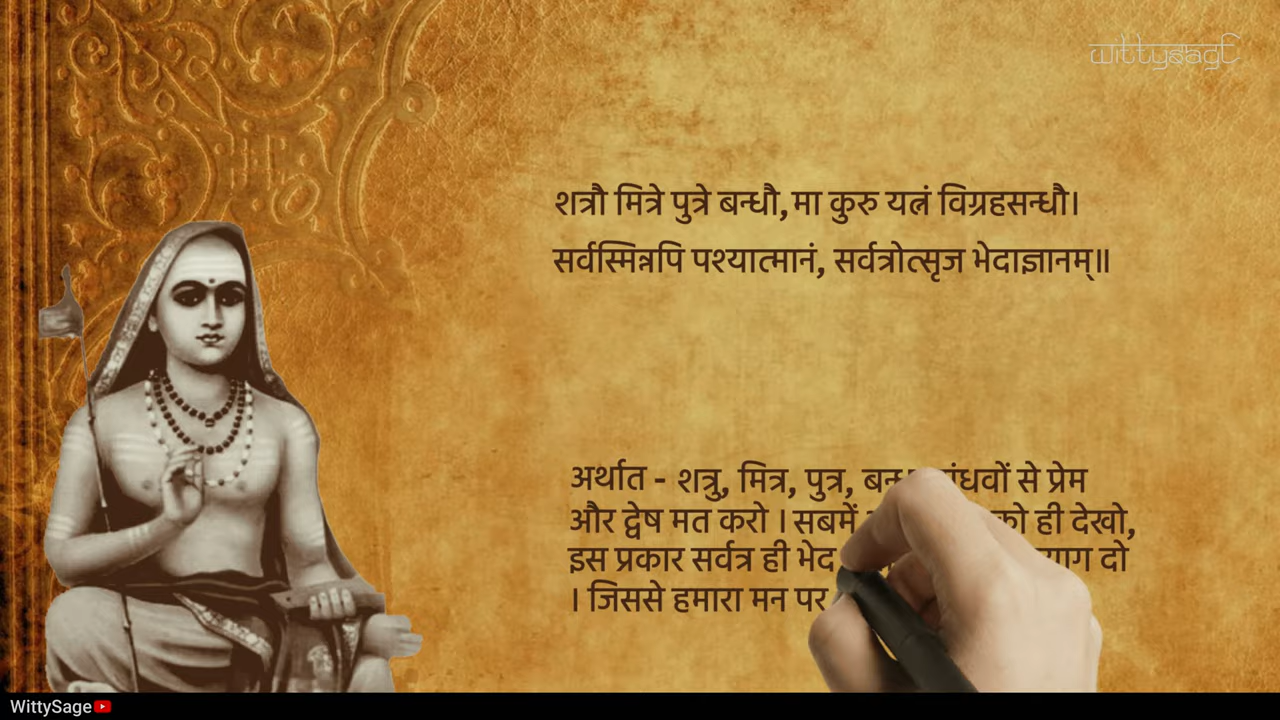 wittysage
शत्रौ मित्रे पुत्रे बन्धौ, मा कुरु यत्नं विग्रहसन्धौ।
सर्वस्मिन्नपि पश्यात्मानं, सर्वत्रोत्सृज भेदाज्ञानम्॥
अर्थात - शत्रु, मित्र, पुत्र, से प्रेम
और द्वेष मत करो । सबमें ही देखो,
इस प्रकार सर्वत्र ही भेद दो
। जिससे हमारा मन पर
WittySage